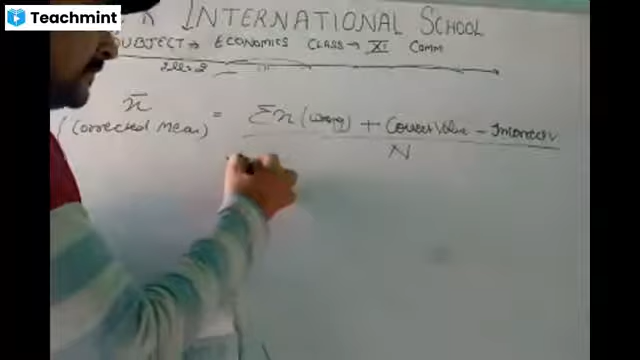 Teachmint
INTERNATIONAL SCHOOL
SUBJECT → ECONOMICS CLASS → XI COMM
x̄
(Corrected Mean) = Σx (wrong) + Correct Value - Incorrect
N